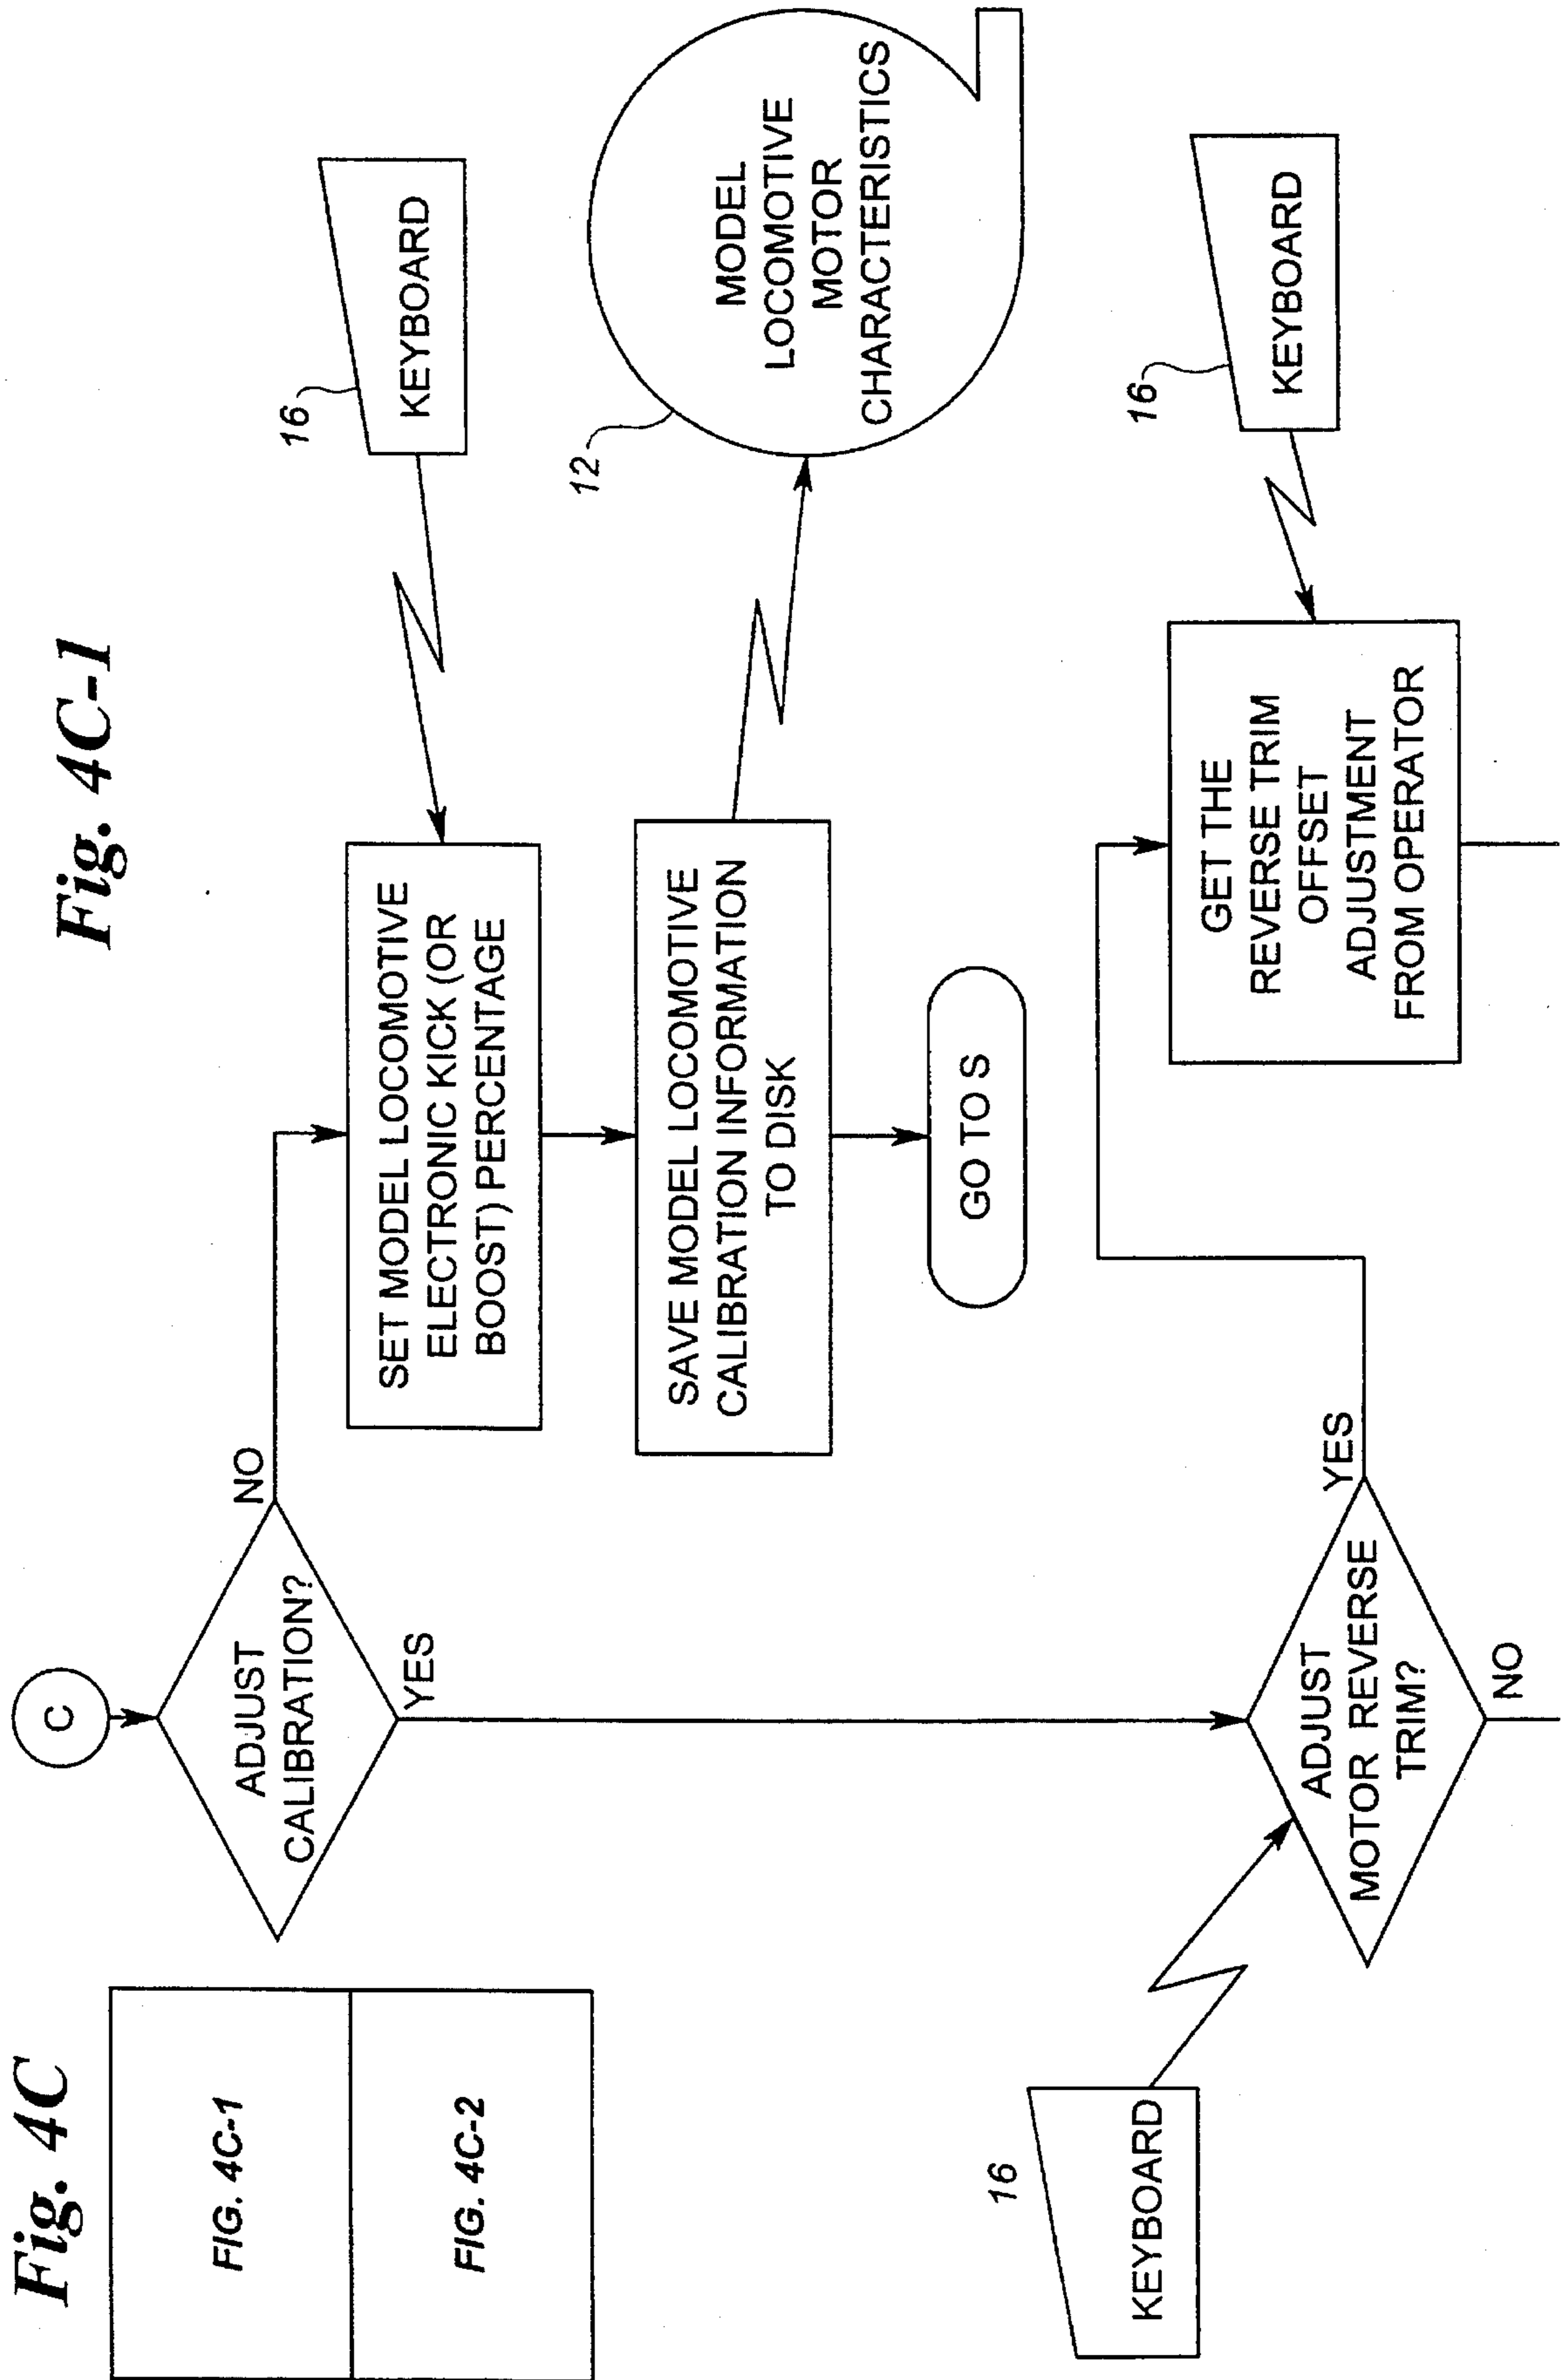 Fig. 4C
FIG. 4C-1
FIG. 4C-2
Fig. 4C-1
C
ADJUST
CALIBRATION?
NO
YES
SET MODEL LOCOMOTIVE
ELECTRONIC KICK (OR
BOOST) PERCENTAGE
16
KEYBOARD
SAVE MODEL LOCOMOTIVE
CALIBRATION INFORMATION
TO DISK
12
MODEL
LOCOMOTIVE
MOTOR
CHARACTERISTICS
GO TO S
16
KEYBOARD
ADJUST
MOTOR REVERSE
TRIM?
YES
NO
GET THE
REVERSE TRIM
OFFSET
ADJUSTMENT
FROM OPERATOR
16
KEYBOARD